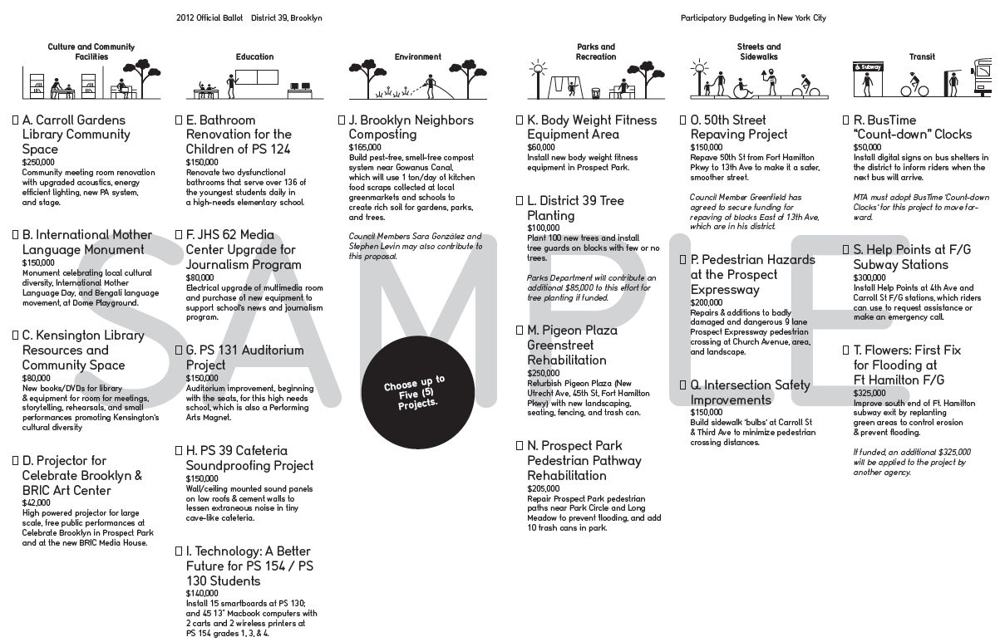 2012 Official Ballot District 39, Brooklyn
Participatory Budgeting in New York City
Culture and Community
Facilities
A. Carroll Gardens
Library Community
Space
$250,000
Community meeting room renovation
with upgraded acoustics, energy
efficient lighting, new PA system,
and stage.
B. International Mother
Language Monument
$150,000
Monument celebrating local cultural
diversity, International Mother
Language Day, and Bengali language
movement, at Dome Playground.
C. Kensington Library
Resources and
Community Space
$80,000
New books/DVDs for library
& equipment for room for meetings,
storytelling, rehearsals, and small
performances promoting Kensington's
cultural diversity
D. Projector for
Celebrate Brooklyn &
BRIC Art Center
$42,000
High powered projector for large
scale, free public performances at
Celebrate Brooklyn in Prospect Park
and at the new BRIC Media House.
Education
E. Bathroom
Renovation for the
Children of PS 124
$150,000
Renovate two dysfunctional
bathrooms that serve over 136 of
the youngest students daily in
a high-needs elementary school.
F. JHS 62 Media
Center Upgrade for
Journalism Program
$80,000
Electrical upgrade of multimedia room
and purchase of new equipment to
support school's news and journalism
program.
G. PS 131 Auditorium
Project
$150,000
Auditorium improvement, beginning
with the seats, for this high needs
school, which is also a Performing
Arts Magnet.
H. PS 39 Cafeteria
Soundproofing Project
$150,000
Wall/ceiling mounted sound panels
on low roofs & cement walls to
lessen extraneous noise in tiny
cave-like cafeteria.
I. Technology: A Better
Future for PS 154 / PS
130 Students
$140,000
Install 15 smartboards at PS 130;
and 45 13" Macbook computers with
2 carts and 2 wireless printers at
PS 154 grades 1, 3, & 4.
Environment
J. Brooklyn Neighbors
Composting
$165,000
Build pest-free, smell-free compost
system near Gowanus Canal,
which will use 1 ton/day of kitchen
food scraps collected at local
greenmarkets and schools to
create rich soil for gardens, parks,
and trees.
Council Members Sara González and
Stephen Levin may also contribute to
this proposal.
Choose up to
Five (5)
Projects.
Parks and
Recreation
K. Body Weight Fitness
Equipment Area
$60,000
Install new body weight fitness
equipment in Prospect Park.
L. District 39 Tree
Planting
$100,000
Plant 100 new trees and install
tree guards on blocks with few or no
trees.
Parks Department will contribute an
additional $85,000 to this effort for
tree planting if funded.
M. Pigeon Plaza
Greenstreet
Rehabilitation
$250,000
Refurbish Pigeon Plaza (New
Utrecht Ave, 45th St, Fort Hamilton
Pkwy) with new landscaping,
seating, fencing, and trash can.
N. Prospect Park
Pedestrian Pathway
Rehabilitation
$205,000
Repair Prospect Park pedestrian
paths near Park Circle and Long
Meadow to prevent flooding, and add
10 trash cans in park.
Streets and
Sidewalks
O. 50th Street
Repaving Project
$150,000
Repave 50th St from Fort Hamilton
Pkwy to 13th Ave to make it a safer,
smoother street.
Council Member Greenfield has
agreed to secure funding for
repaving of blocks East of 13th Ave,
which are in his district.
P. Pedestrian Hazards
at the Prospect
Expressway
$200,000
Repairs & additions to badly
damaged and dangerous 9 lane
Prospect Expressway pedestrian
crossing at Church Avenue, area,
and landscape.
Q. Intersection Safety
Improvements
$150,000
Build sidewalk 'bulbs' at Carroll St
& Third Ave to minimize pedestrian
crossing distances.
Transit
Subway
R. BusTime
"Count-down" Clocks
$50,000
Install digital signs on bus shelters in
the district to inform riders when the
next bus will arrive.
MTA must adopt BusTime 'Count-down
Clocks' for this project to move for-
ward.
S. Help Points at F/G
Subway Stations
$300,000
Install Help Points at 4th Ave and
Carroll St F/G stations, which riders
can use to request assistance or
make an emergency call.
T. Flowers: First Fix
for Flooding at
Ft Hamilton F/G
$325,000
Improve south end of Ft. Hamilton
subway exit by replanting
green areas to control erosion
& prevent flooding.
If funded, an additional $325,000
will be applied to the project by
another agency.
SAMPLE